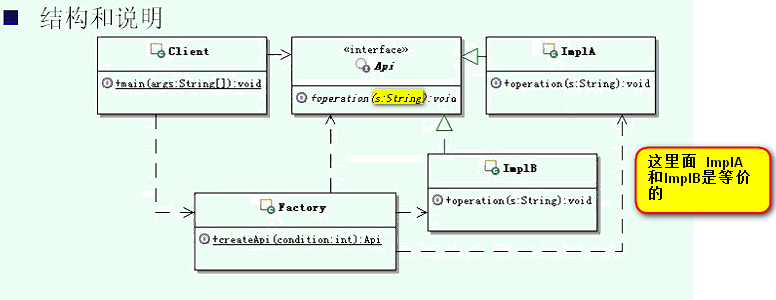 结构和说明
Client
+main(args:String[]):void
«interface»
Api
+operation(s:String):void
ImplA
+operation(s:String):void
ImplB
+operation(s:String):void
Factory
+createApi(condition:int):Api
这里面 ImplA
和ImplB是等价
的